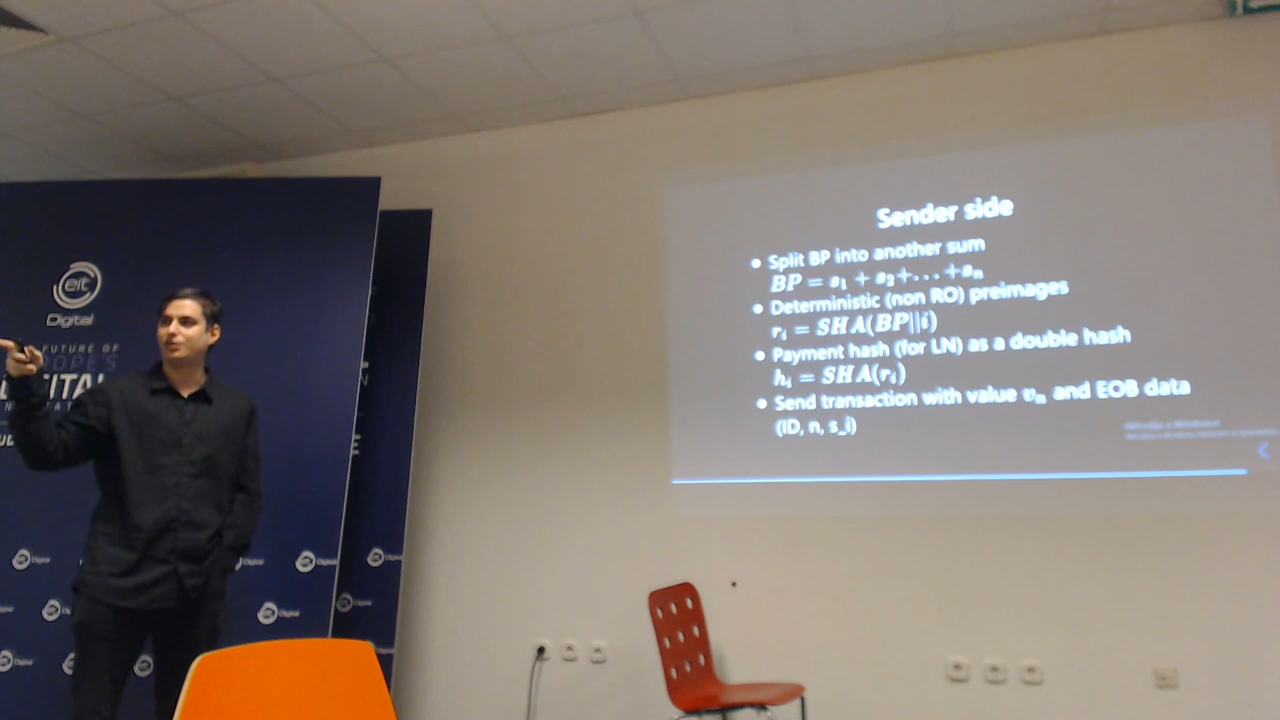 eit
Digital
FUTURE OF
Sender side
• Split BP into another sum
BP = s₁ + s₂+...+sₙ
• Deterministic (non RO) preimages
rᵢ = SHA(BP||i)
• Payment hash (for LN) as a double hash
hᵢ = SHA(rᵢ)
• Send transaction with value vₙ and EOB data
(ID, n, s_i)